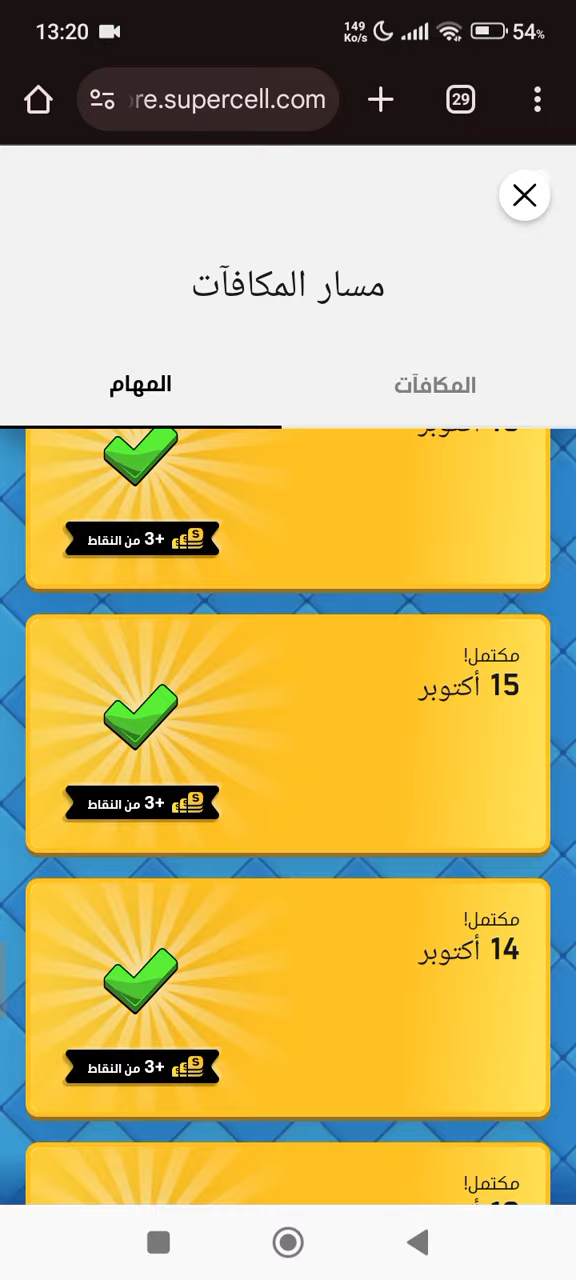 13:20
149
Ko/s
54%
re.supercell.com
29
مسار المكافآت
المكافآت
المهام
+3 من النقاط
مكتمل!
15 أكتوبر
+3 من النقاط
مكتمل!
14 أكتوبر
+3 من النقاط
مكتمل!